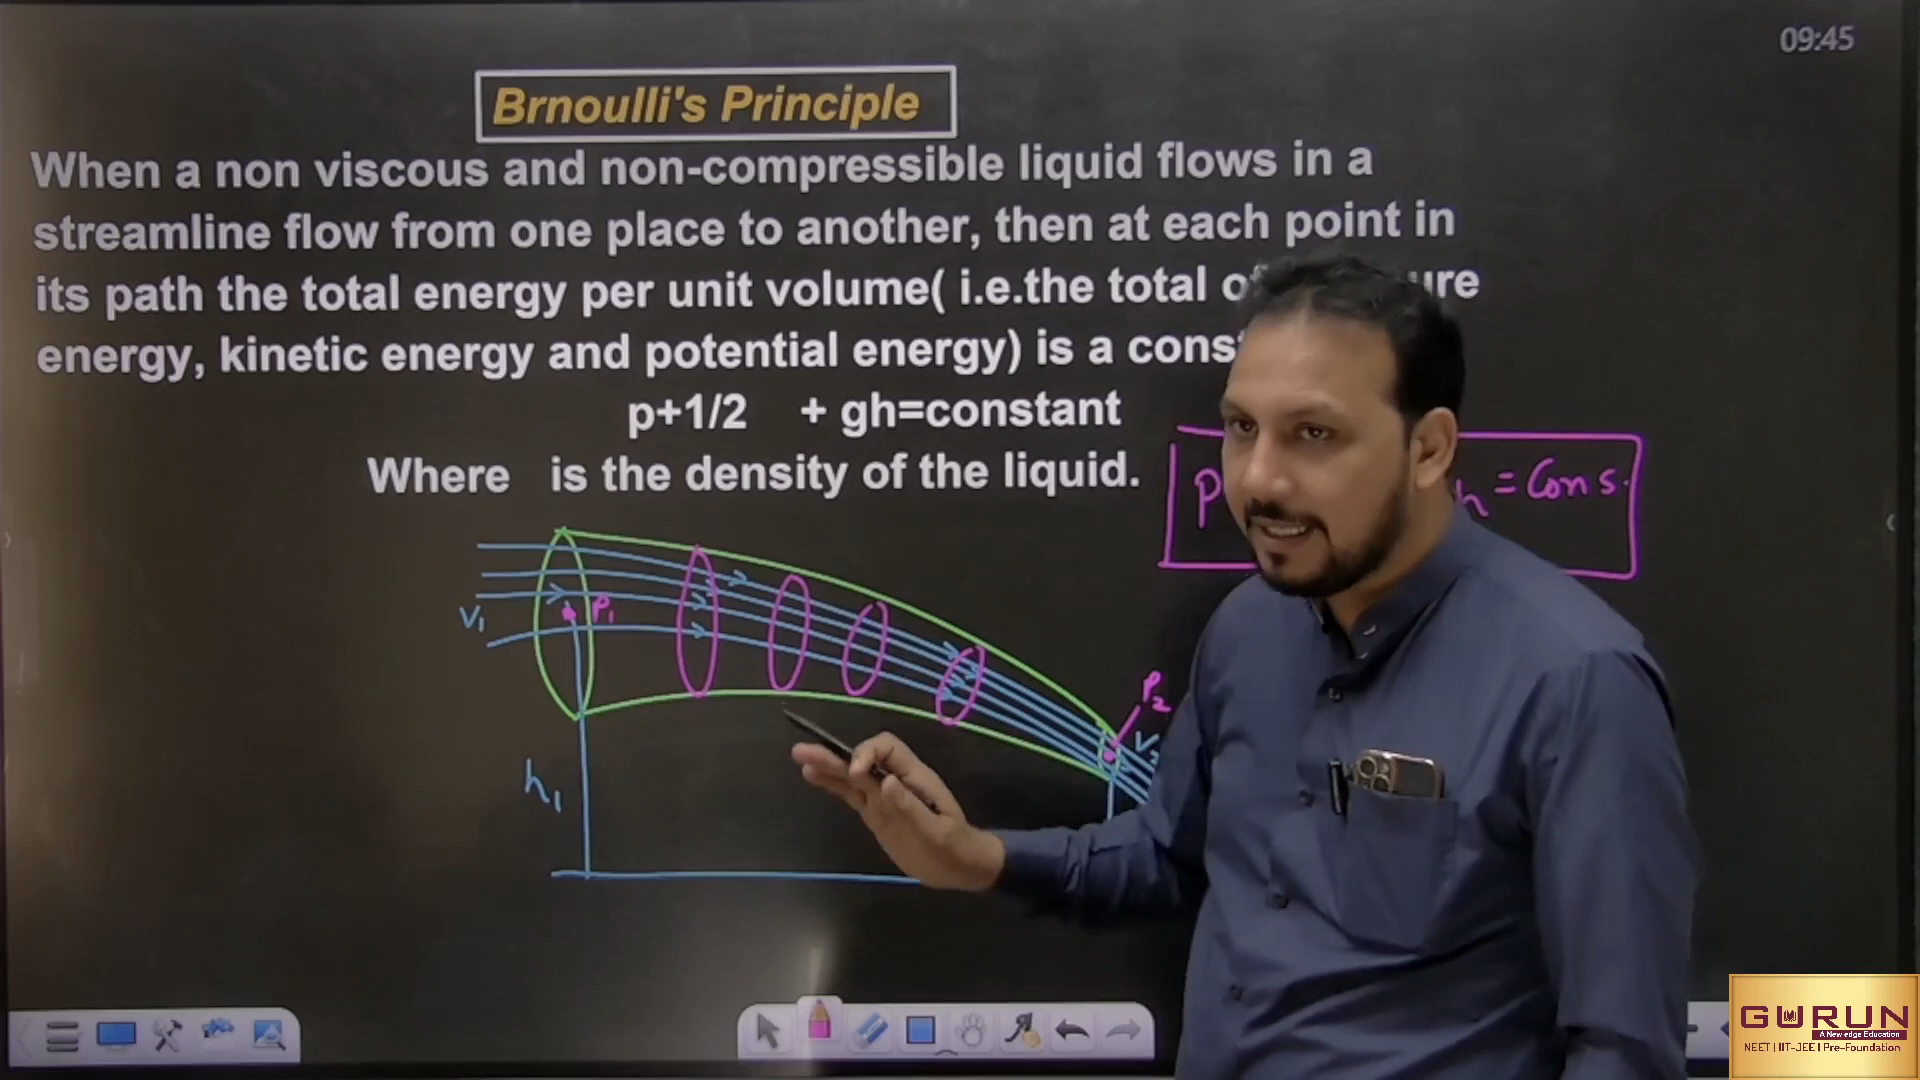 09:45
Brnoulli's Principle
When a non viscous and non-compressible liquid flows in a
streamline flow from one place to another, then at each point in
its path the total energy per unit volume( i.e.the total
energy, kinetic energy and potential energy) is a
p+1/2 + gh=constant
Where is the density of the liquid.
P h = Cons.
V₁ P₁
P₂
V
h₁
GURUKUN
A New edge Education
NEET | IIT-JEE | Pre-Foundation